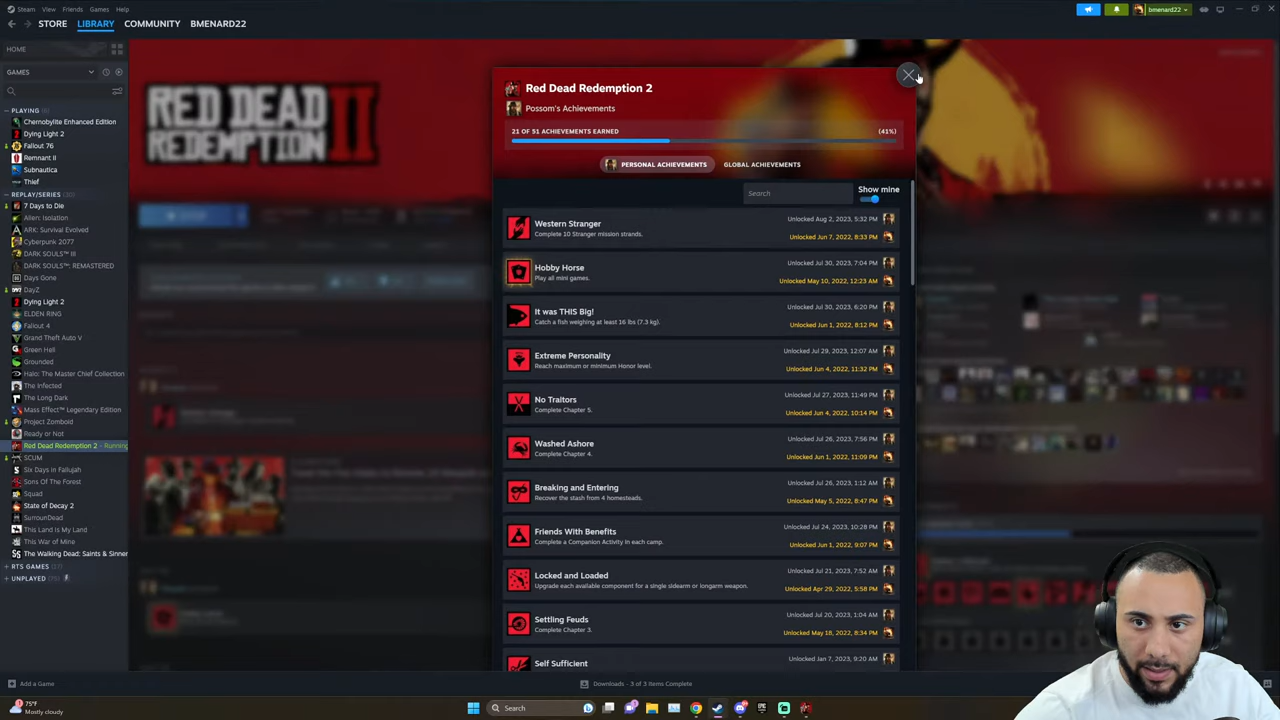 Steam View Friends Games Help
bmenard22
STORE LIBRARY COMMUNITY BMENARD22
HOME
GAMES
PLAYING
Chernobylite Enhanced Edition
Dying Light 2
Fallout 76
Remnant II
Subnautica
Thief
REPLAY/SERIES
7 Days to Die
Alien: Isolation
ARK: Survival Evolved
Cyberpunk 2077
DARK SOULS™ III
DARK SOULS™: REMASTERED
Days Gone
DayZ
Dying Light 2
ELDEN RING
Fallout 4
Grand Theft Auto V
Green Hell
Grounded
Halo: The Master Chief Collection
The Infected
The Long Dark
Mass Effect™ Legendary Edition
Project Zomboid
Ready or Not
Red Dead Redemption 2 - Running
SCUM
Six Days in Fallujah
Sons Of The Forest
Squad
State of Decay 2
SurrounDead
This Land Is My Land
This War of Mine
The Walking Dead: Saints & Sinner
RTS GAMES
UNPLAYED
RED DEAD
REDEMPTION II
Red Dead Redemption 2
Possom's Achievements
21 OF 51 ACHIEVEMENTS EARNED (41%)
PERSONAL ACHIEVEMENTS GLOBAL ACHIEVEMENTS
Search Show mine
Western Stranger Unlocked Aug 2, 2023, 5:32 PM
Complete 10 Stranger mission strands. Unlocked Jun 7, 2022, 8:33 PM
Hobby Horse Unlocked Jul 30, 2023, 7:04 PM
Play all mini games. Unlocked May 10, 2022, 12:23 AM
It was THIS Big! Unlocked Jul 30, 2023, 6:20 PM
Catch a fish weighing at least 16 lbs (7.3 kg). Unlocked Jun 1, 2022, 8:12 PM
Extreme Personality Unlocked Jul 29, 2023, 12:07 AM
Reach maximum or minimum Honor level. Unlocked Jun 4, 2022, 11:32 PM
No Traitors Unlocked Jul 27, 2023, 11:49 PM
Complete Chapter 5. Unlocked Jun 4, 2022, 10:14 PM
Washed Ashore Unlocked Jul 26, 2023, 7:56 PM
Complete Chapter 4. Unlocked Jun 1, 2022, 11:09 PM
Breaking and Entering Unlocked Jul 26, 2023, 1:12 AM
Recover the stash from 4 homesteads. Unlocked May 5, 2022, 8:47 PM
Friends With Benefits Unlocked Jul 24, 2023, 10:28 PM
Complete a Companion Activity in each camp. Unlocked Jun 1, 2022, 9:07 PM
Locked and Loaded Unlocked Jul 21, 2023, 7:52 AM
Upgrade each available component for a single sidearm or longarm weapon. Unlocked Apr 29, 2022, 5:58 PM
Settling Feuds Unlocked Jul 20, 2023, 1:04 AM
Complete Chapter 3. Unlocked May 18, 2022, 8:34 PM
Self Sufficient Unlocked Jan 7, 2023, 9:20 AM
Add a Game
Downloads - 3 of 3 Items Complete
75°F
Mostly cloudy
Search